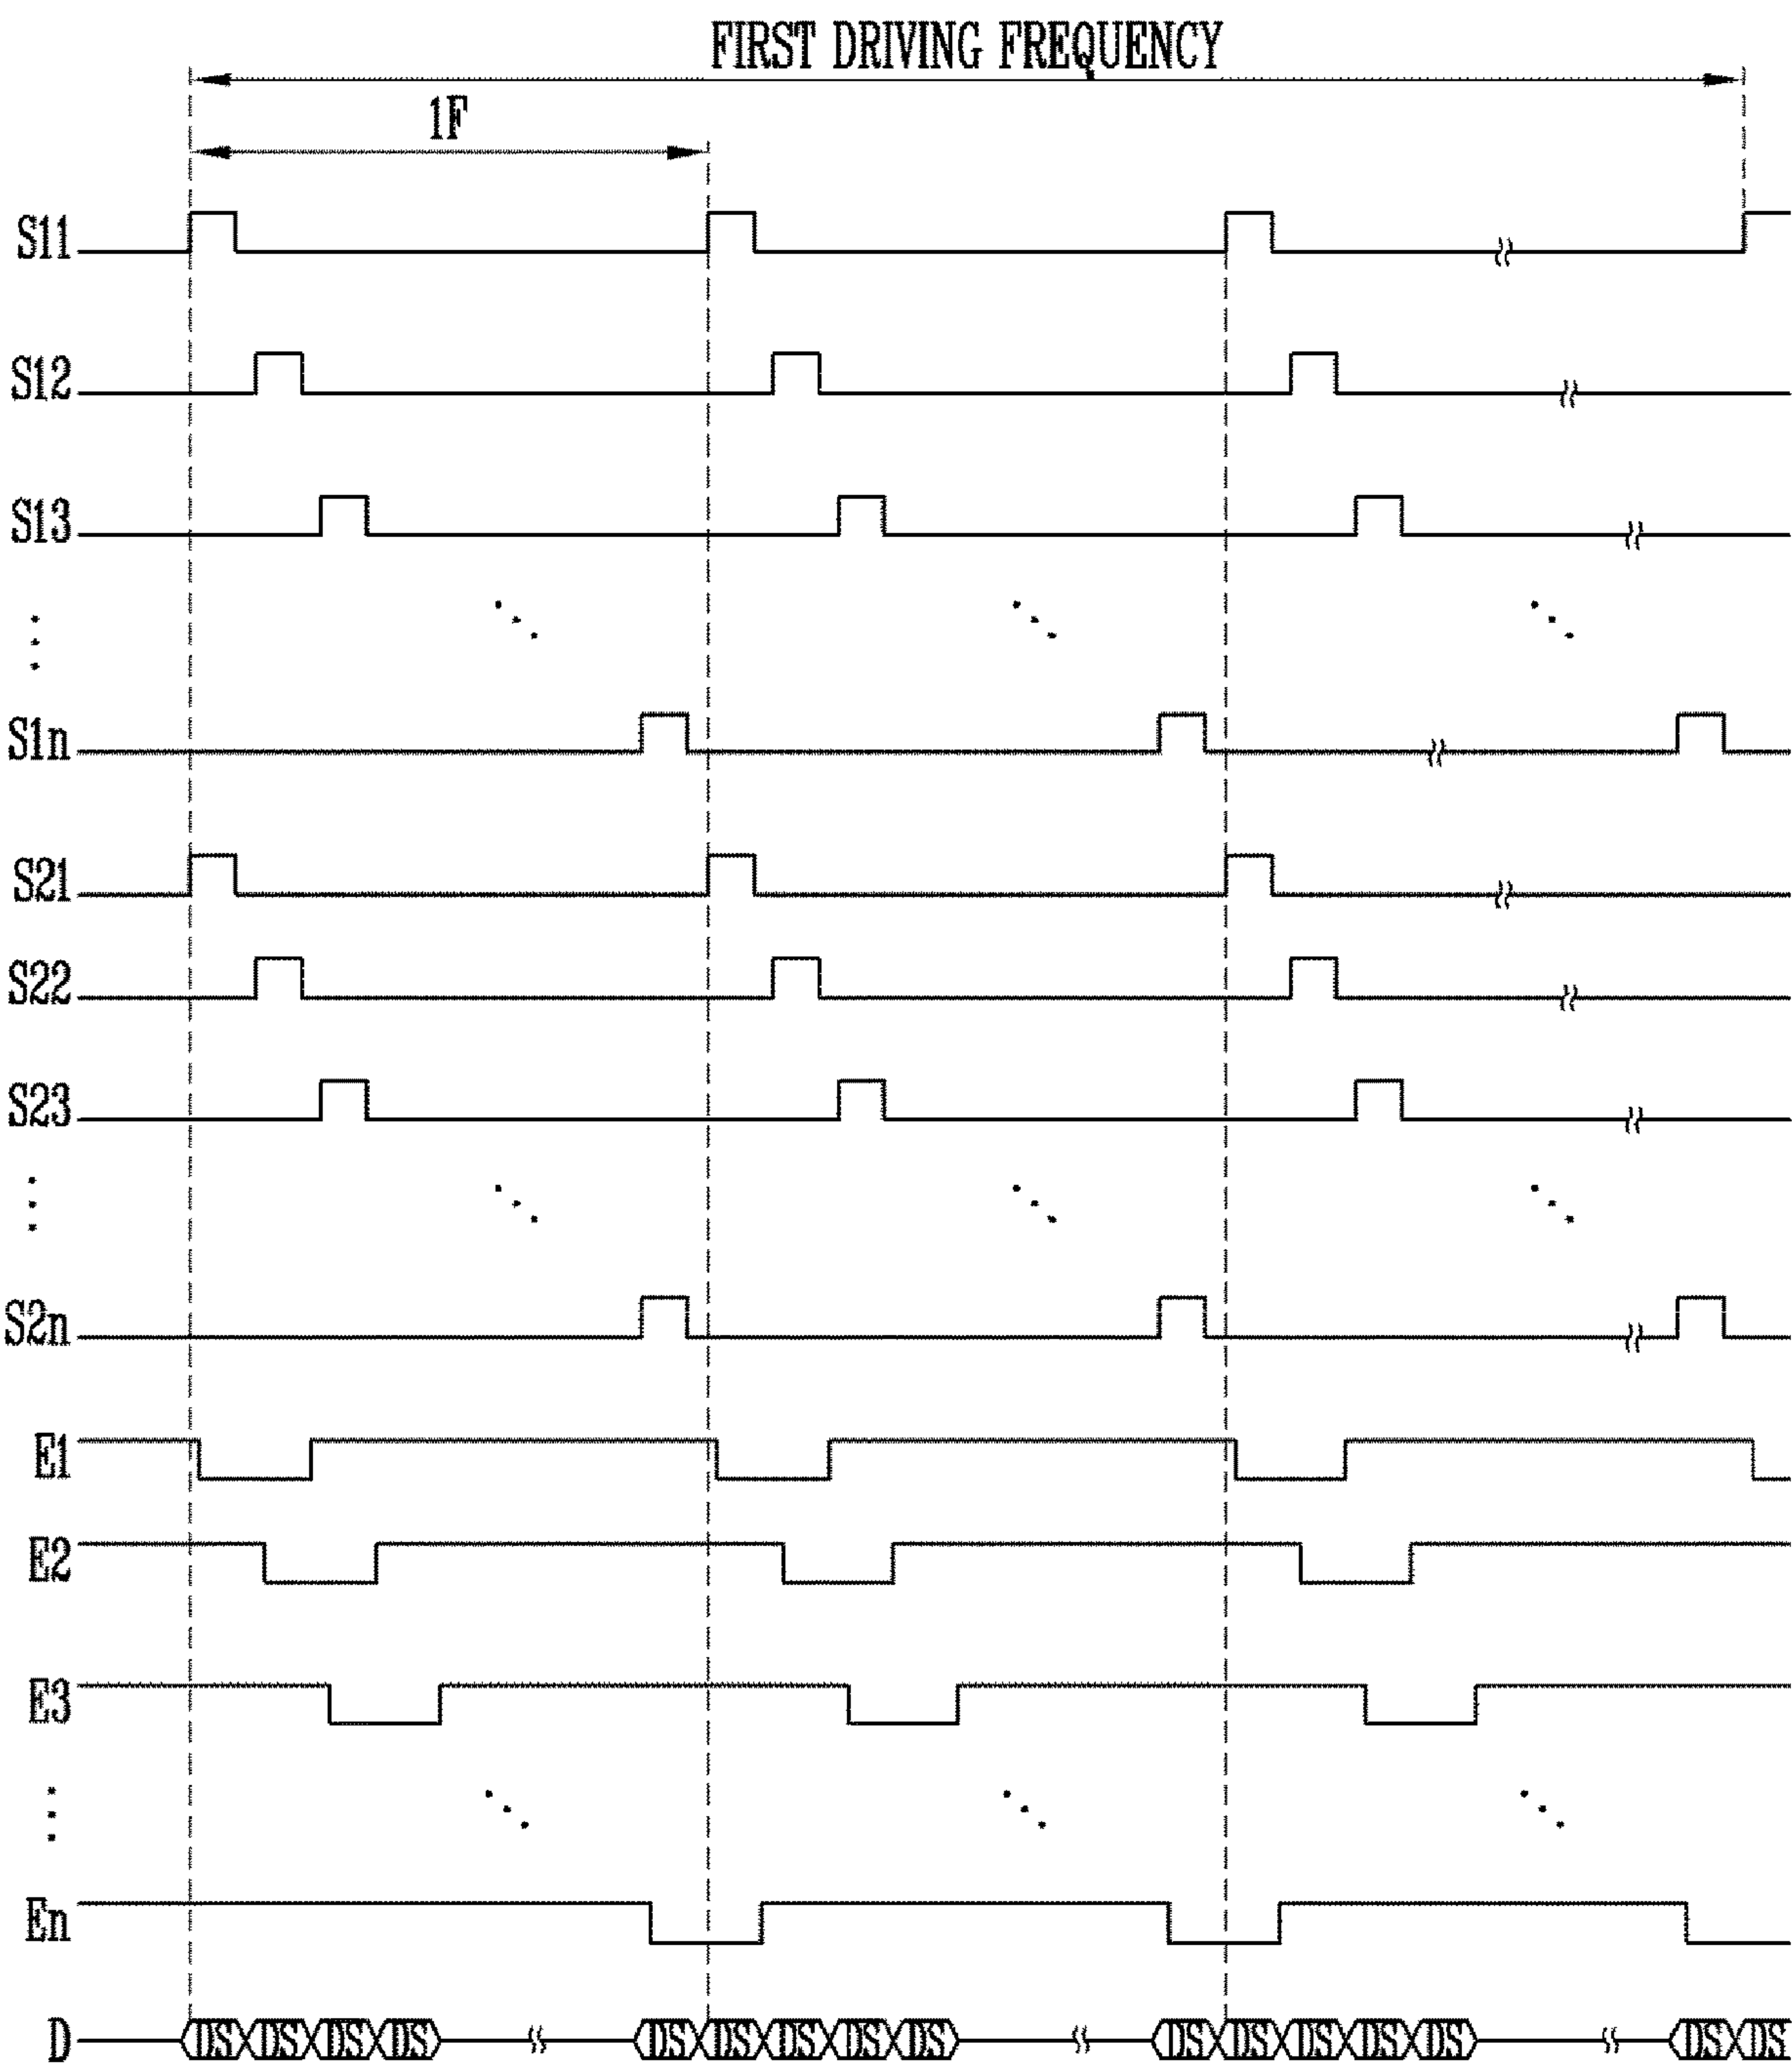 FIRST DRIVING FREQUENCY
1F
S11
S12
S13
S1n
S21
S22
S23
S2n
E1
E2
E3
En
D DS DS DS DS DS DS DS DS DS DS DS DS DS DS DS DS